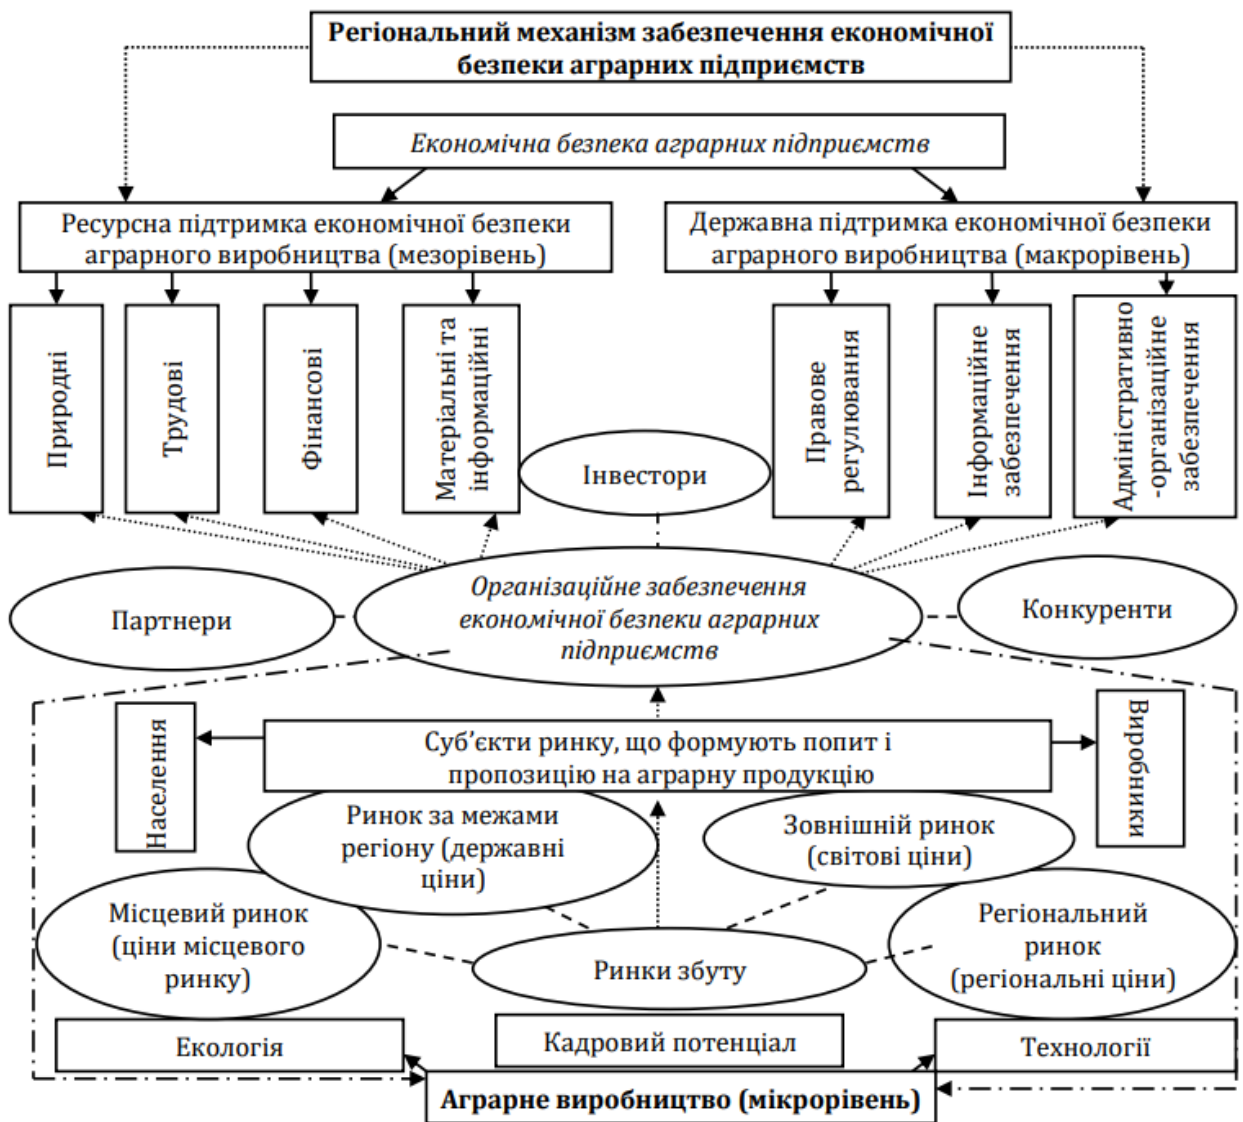 Регіональний механізм забезпечення економічної
безпеки аграрних підприємств
Економічна безпека аграрних підприємств
Ресурсна підтримка економічної безпеки
аграрного виробництва (мезорівень)
Державна підтримка економічної безпеки
аграрного виробництва (макрорівень)
Природні
Трудові
Фінансові
Матеріальні та
інформаційні
Правове
регулювання
Інформаційне
забезпечення
Адміністративно
-організаційне
забезпечення
Інвестори
Організаційне забезпечення
економічної безпеки аграрних
підприємств
Партнери
Конкуренти
Населення
Суб’єкти ринку, що формують попит і
пропозицію на аграрну продукцію
Виробники
Ринок за межами
регіону (державні
ціни)
Зовнішній ринок
(світові ціни)
Місцевий ринок
(ціни місцевого
ринку)
Ринки збуту
Регіональний
ринок
(регіональні ціни)
Екологія
Кадровий потенціал
Технології
Аграрне виробництво (мікрорівень)